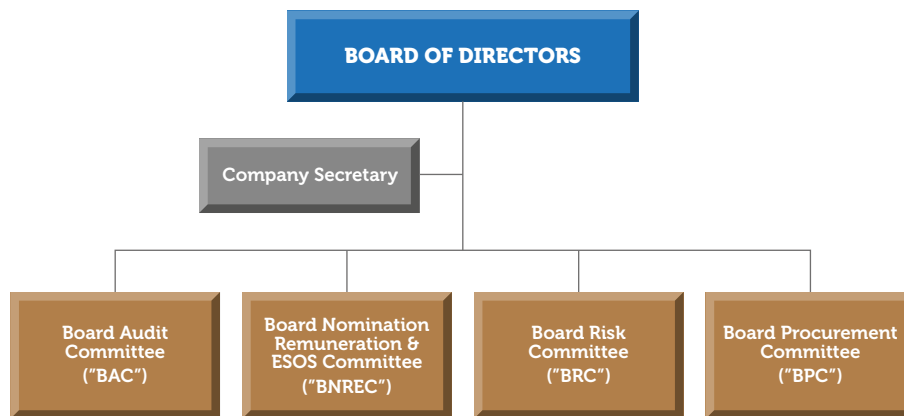 BOARD OF DIRECTORS
Company Secretary
Board Audit
Committee
("BAC")
Board Nomination
Remuneration &
ESOS Committee
("BNREC")
Board Risk
Committee
("BRC")
Board Procurement
Committee
("BPC")